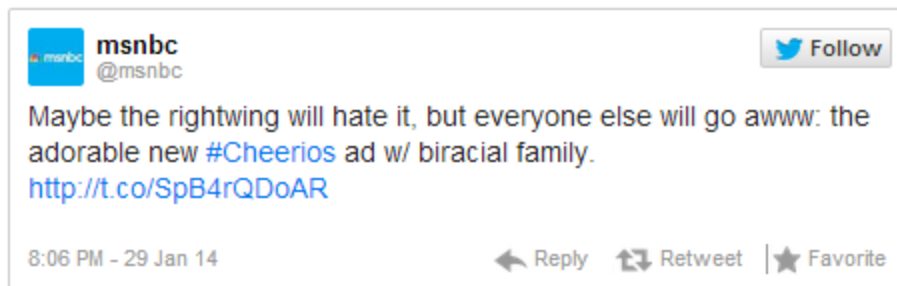 msnbc
msnbc
@msnbc
Follow
Maybe the rightwing will hate it, but everyone else will go awww: the
adorable new #Cheerios ad w/ biracial family.
http://t.co/SpB4rQDoAR
8:06 PM - 29 Jan 14 Reply Retweet Favorite